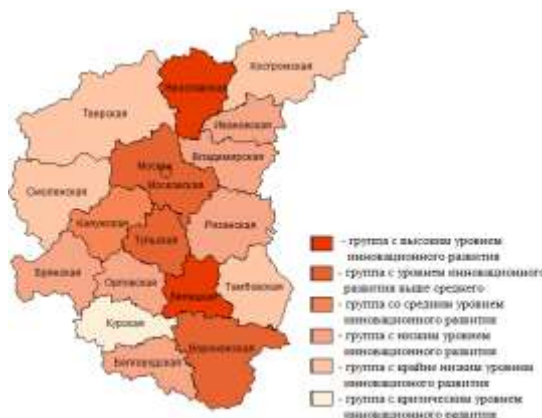 Костромская
Ярославская
Тверская
Ивановская
Владимирская
Москва
Московская
Смоленская
Калужская
Тульская
Рязанская
Брянская
Орловская
Липецкая
Тамбовская
Курская
Воронежская
Белгородская
- группа с высоким уровнем
инновационного развития
- группа с уровнем инновационного
развития выше среднего
- группа со средним уровнем
инновационного развития
- группа с низким уровнем
инновационного развития
- группа с крайне низким уровнем
инновационого развития
- группа с критическим уровнем
инновационного развития